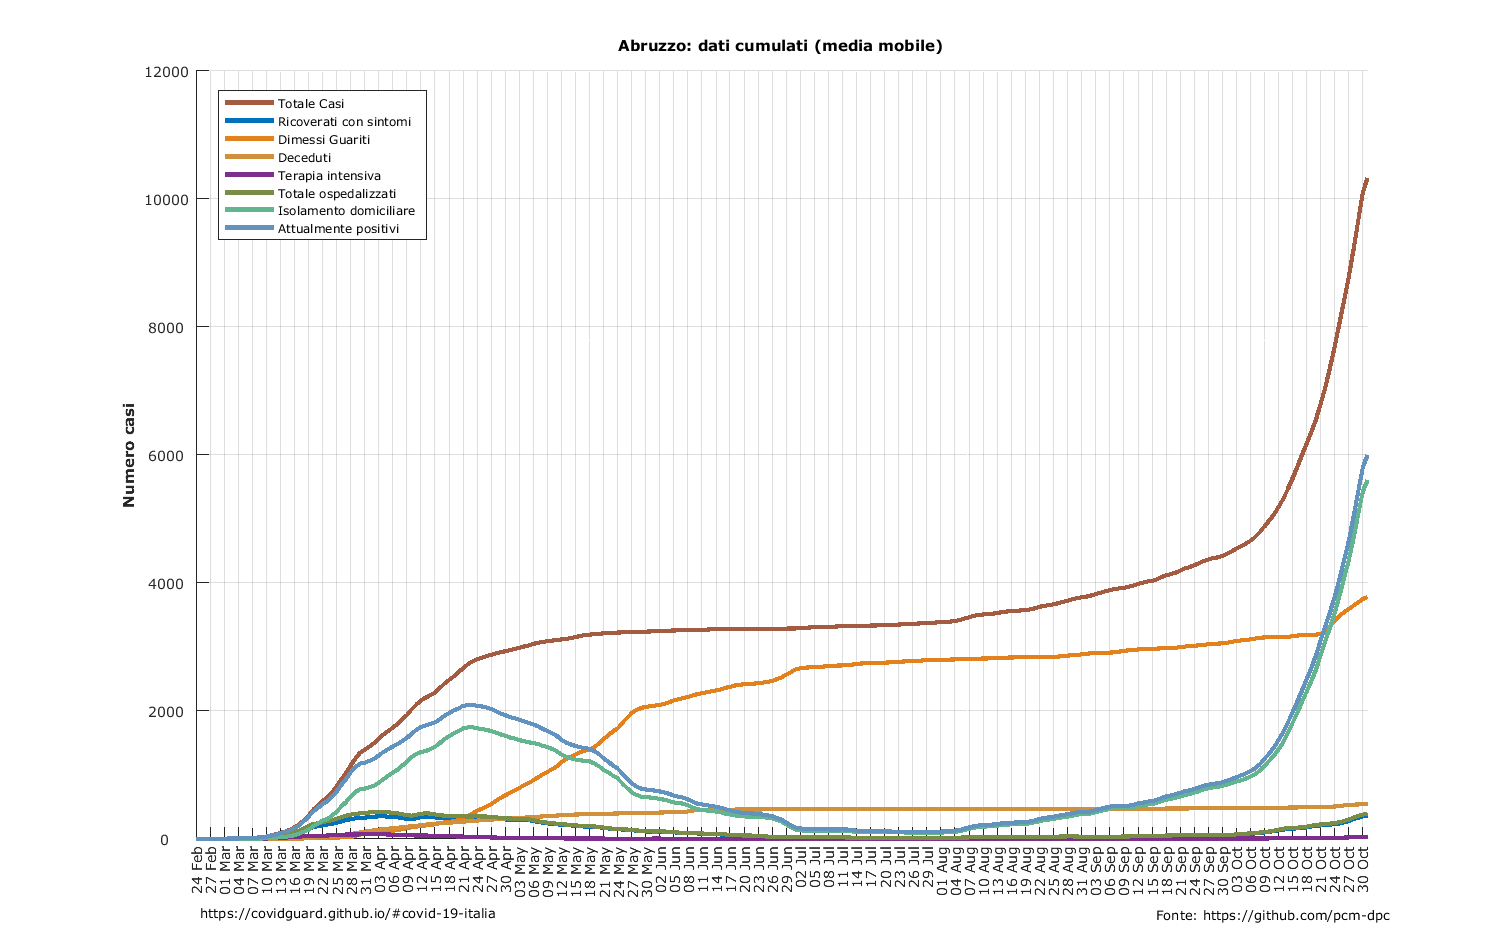 Abruzzo: dati cumulati (media mobile)
12000
10000
8000
6000
4000
2000
0
Numero casi
Totale Casi
Ricoverati con sintomi
Dimessi Guariti
Deceduti
Terapia intensiva
Totale ospedalizzati
Isolamento domiciliare
Attualmente positivi
24 Feb
27 Feb
01 Mar
04 Mar
07 Mar
10 Mar
13 Mar
16 Mar
19 Mar
22 Mar
25 Mar
28 Mar
31 Mar
03 Apr
06 Apr
09 Apr
12 Apr
15 Apr
18 Apr
21 Apr
24 Apr
27 Apr
30 Apr
03 May
06 May
09 May
12 May
15 May
18 May
21 May
24 May
27 May
30 May
02 Jun
05 Jun
08 Jun
11 Jun
14 Jun
17 Jun
20 Jun
23 Jun
26 Jun
29 Jun
02 Jul
05 Jul
08 Jul
11 Jul
14 Jul
17 Jul
20 Jul
23 Jul
26 Jul
29 Jul
01 Aug
04 Aug
07 Aug
10 Aug
13 Aug
16 Aug
19 Aug
22 Aug
25 Aug
28 Aug
31 Aug
03 Sep
06 Sep
09 Sep
12 Sep
15 Sep
18 Sep
21 Sep
24 Sep
27 Sep
30 Sep
03 Oct
06 Oct
09 Oct
12 Oct
15 Oct
18 Oct
21 Oct
24 Oct
27 Oct
30 Oct
https://covidguard.github.io/#covid-19-italia
Fonte: https://github.com/pcm-dpc